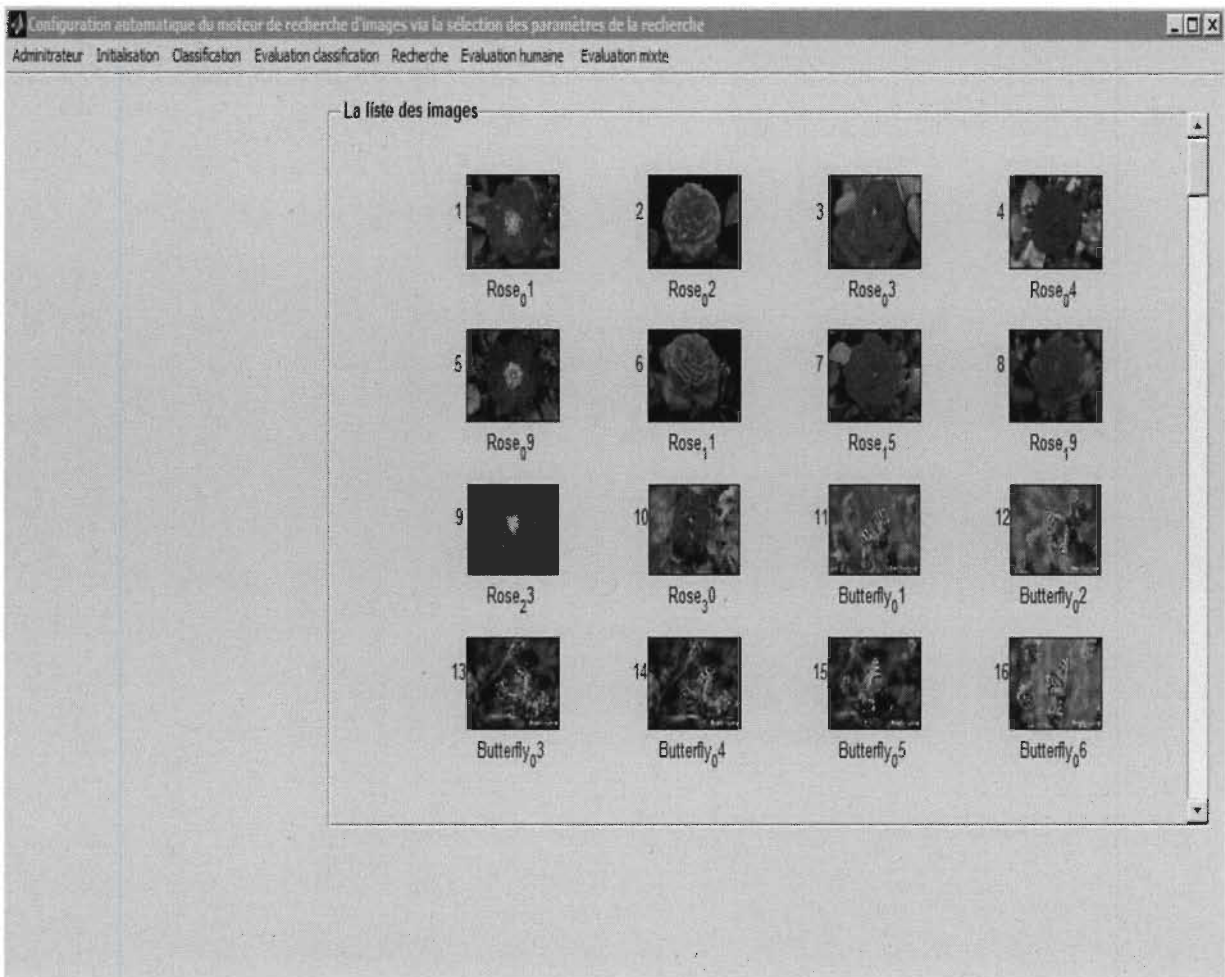 Configuration automatique du moteur de recherche d'images via la sélection des paramètres de la recherche
Adminitrateur Initialisation Classification Evaluation classification Recherche Evaluation humaine Evaluation mixte
La liste des images
1 2 3 4
Rose₀1 Rose₀2 Rose₀3 Rose₀4
5 6 7 8
Rose₀9 Rose₁1 Rose₁5 Rose₁9
9 10 11 12
Rose₂3 Rose₃0 Butterfly₀1 Butterfly₀2
13 14 15 16
Butterfly₀3 Butterfly₀4 Butterfly₀5 Butterfly₀6